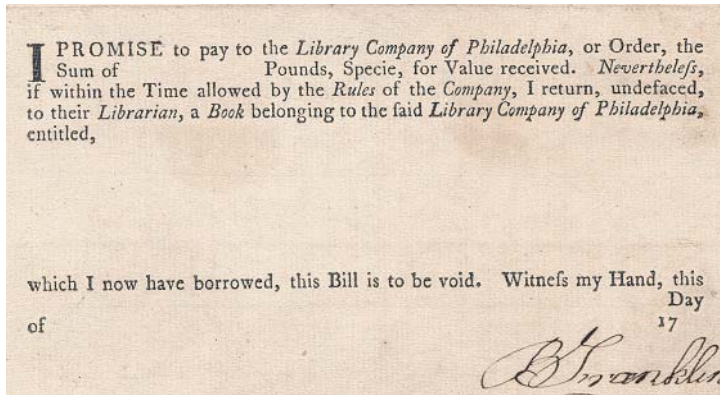 I PROMISE to pay to the Library Company of Philadelphia, or Order, the
Sum of Pounds, Specie, for Value received. Nevertheleſs,
if within the Time allowed by the Rules of the Company, I return, undefaced,
to their Librarian, a Book belonging to the ſaid Library Company of Philadelphia,
entitled,
which I now have borrowed, this Bill is to be void. Witneſs my Hand, this
Day
of 17
B Franklin